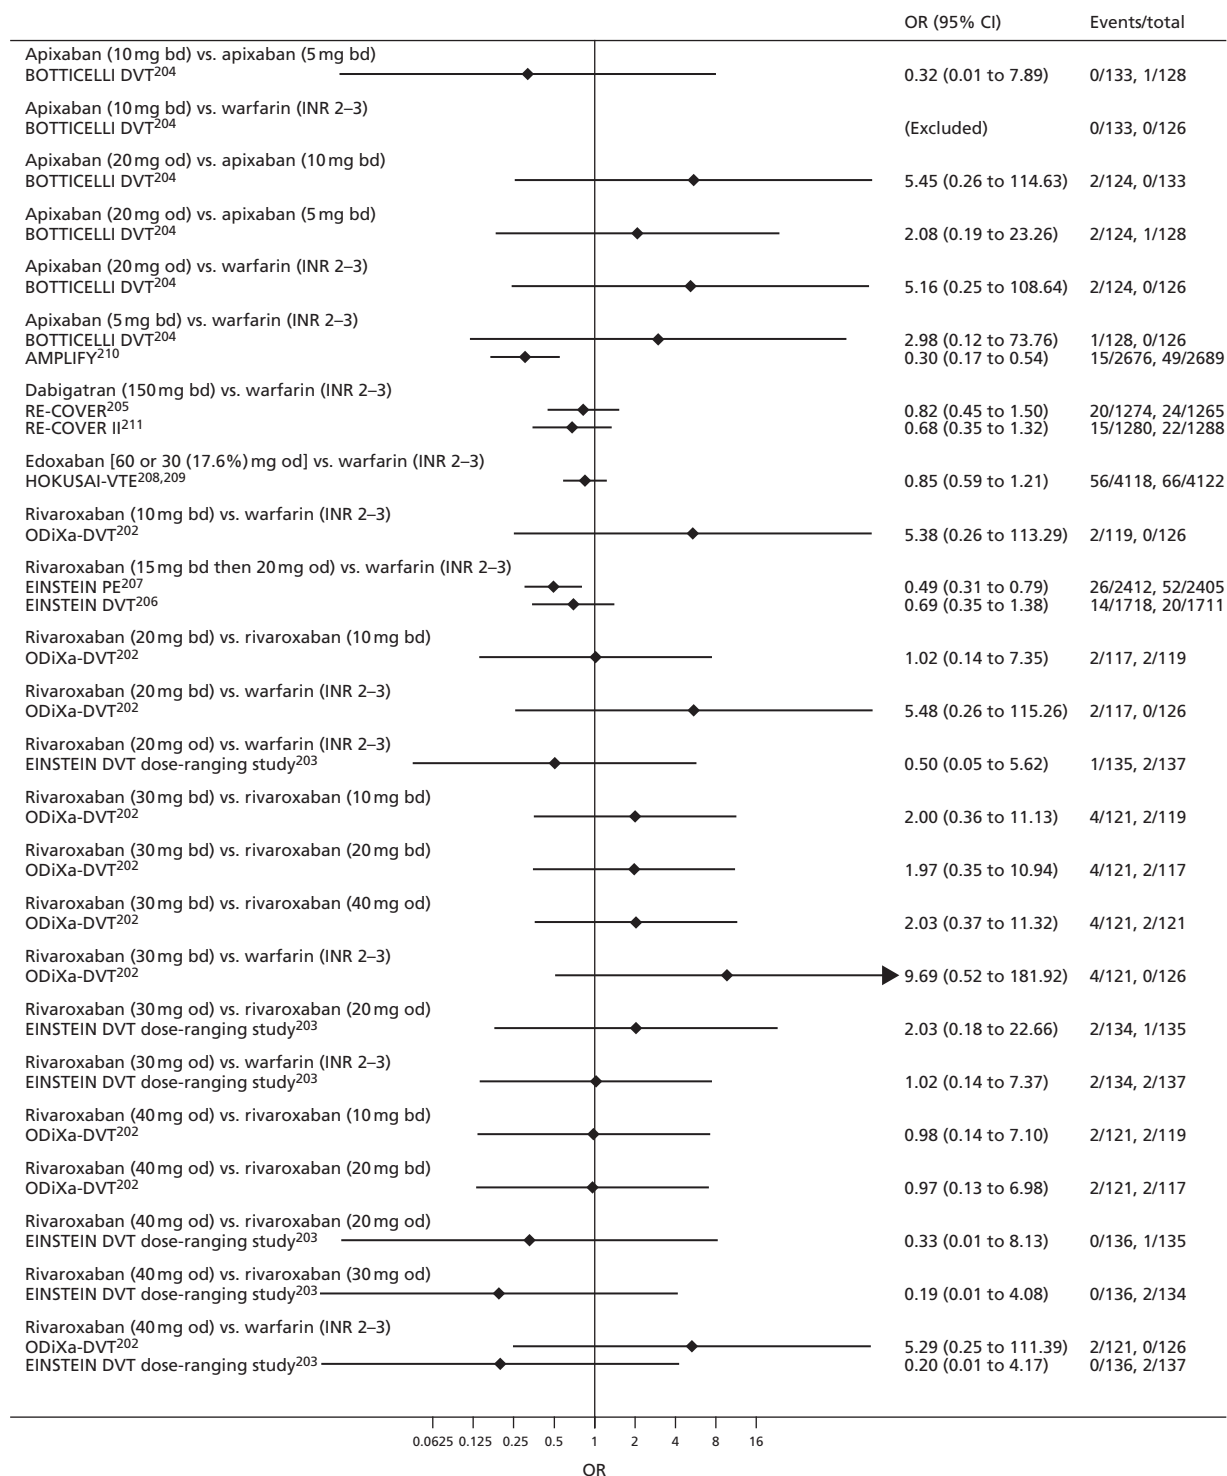 OR (95% CI) Events/total
Apixaban (10 mg bd) vs. apixaban (5 mg bd)
BOTTICELLI DVT204 0.32 (0.01 to 7.89) 0/133, 1/128
Apixaban (10 mg bd) vs. warfarin (INR 2–3)
BOTTICELLI DVT204 (Excluded) 0/133, 0/126
Apixaban (20 mg od) vs. apixaban (10 mg bd)
BOTTICELLI DVT204 5.45 (0.26 to 114.63) 2/124, 0/133
Apixaban (20 mg od) vs. apixaban (5 mg bd)
BOTTICELLI DVT204 2.08 (0.19 to 23.26) 2/124, 1/128
Apixaban (20 mg od) vs. warfarin (INR 2–3)
BOTTICELLI DVT204 5.16 (0.25 to 108.64) 2/124, 0/126
Apixaban (5 mg bd) vs. warfarin (INR 2–3)
BOTTICELLI DVT204 2.98 (0.12 to 73.76) 1/128, 0/126
AMPLIFY210 0.30 (0.17 to 0.54) 15/2676, 49/2689
Dabigatran (150 mg bd) vs. warfarin (INR 2–3)
RE-COVER205 0.82 (0.45 to 1.50) 20/1274, 24/1265
RE-COVER II211 0.68 (0.35 to 1.32) 15/1280, 22/1288
Edoxaban [60 or 30 (17.6%) mg od] vs. warfarin (INR 2–3)
HOKUSAI-VTE208,209 0.85 (0.59 to 1.21) 56/4118, 66/4122
Rivaroxaban (10 mg bd) vs. warfarin (INR 2–3)
ODiXa-DVT202 5.38 (0.26 to 113.29) 2/119, 0/126
Rivaroxaban (15 mg bd then 20 mg od) vs. warfarin (INR 2–3)
EINSTEIN PE207 0.49 (0.31 to 0.79) 26/2412, 52/2405
EINSTEIN DVT206 0.69 (0.35 to 1.38) 14/1718, 20/1711
Rivaroxaban (20 mg bd) vs. rivaroxaban (10 mg bd)
ODiXa-DVT202 1.02 (0.14 to 7.35) 2/117, 2/119
Rivaroxaban (20 mg bd) vs. warfarin (INR 2–3)
ODiXa-DVT202 5.48 (0.26 to 115.26) 2/117, 0/126
Rivaroxaban (20 mg od) vs. warfarin (INR 2–3)
EINSTEIN DVT dose-ranging study203 0.50 (0.05 to 5.62) 1/135, 2/137
Rivaroxaban (30 mg bd) vs. rivaroxaban (10 mg bd)
ODiXa-DVT202 2.00 (0.36 to 11.13) 4/121, 2/119
Rivaroxaban (30 mg bd) vs. rivaroxaban (20 mg bd)
ODiXa-DVT202 1.97 (0.35 to 10.94) 4/121, 2/117
Rivaroxaban (30 mg bd) vs. rivaroxaban (40 mg od)
ODiXa-DVT202 2.03 (0.37 to 11.32) 4/121, 2/121
Rivaroxaban (30 mg bd) vs. warfarin (INR 2–3)
ODiXa-DVT202 9.69 (0.52 to 181.92) 4/121, 0/126
Rivaroxaban (30 mg od) vs. rivaroxaban (20 mg od)
EINSTEIN DVT dose-ranging study203 2.03 (0.18 to 22.66) 2/134, 1/135
Rivaroxaban (30 mg od) vs. warfarin (INR 2–3)
EINSTEIN DVT dose-ranging study203 1.02 (0.14 to 7.37) 2/134, 2/137
Rivaroxaban (40 mg od) vs. rivaroxaban (10 mg bd)
ODiXa-DVT202 0.98 (0.14 to 7.10) 2/121, 2/119
Rivaroxaban (40 mg od) vs. rivaroxaban (20 mg bd)
ODiXa-DVT202 0.97 (0.13 to 6.98) 2/121, 2/117
Rivaroxaban (40 mg od) vs. rivaroxaban (20 mg od)
EINSTEIN DVT dose-ranging study203 0.33 (0.01 to 8.13) 0/136, 1/135
Rivaroxaban (40 mg od) vs. rivaroxaban (30 mg od)
EINSTEIN DVT dose-ranging study203 0.19 (0.01 to 4.08) 0/136, 2/134
Rivaroxaban (40 mg od) vs. warfarin (INR 2–3)
ODiXa-DVT202 5.29 (0.25 to 111.39) 2/121, 0/126
EINSTEIN DVT dose-ranging study203 0.20 (0.01 to 4.17) 0/136, 2/137
0.0625 0.125 0.25 0.5 1 2 4 8 16
OR